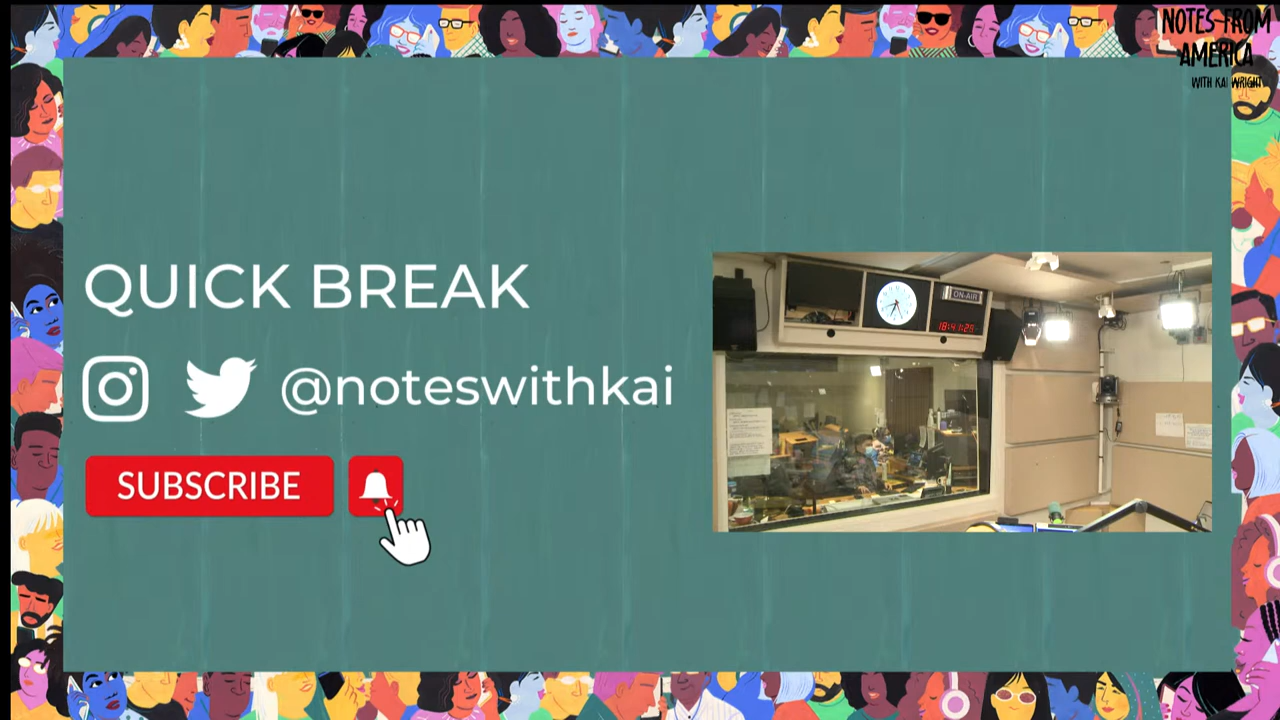 NOTES FROM
AMERICA
WITH KAI WRIGHT
QUICK BREAK
@noteswithkai
SUBSCRIBE
ON-AIR